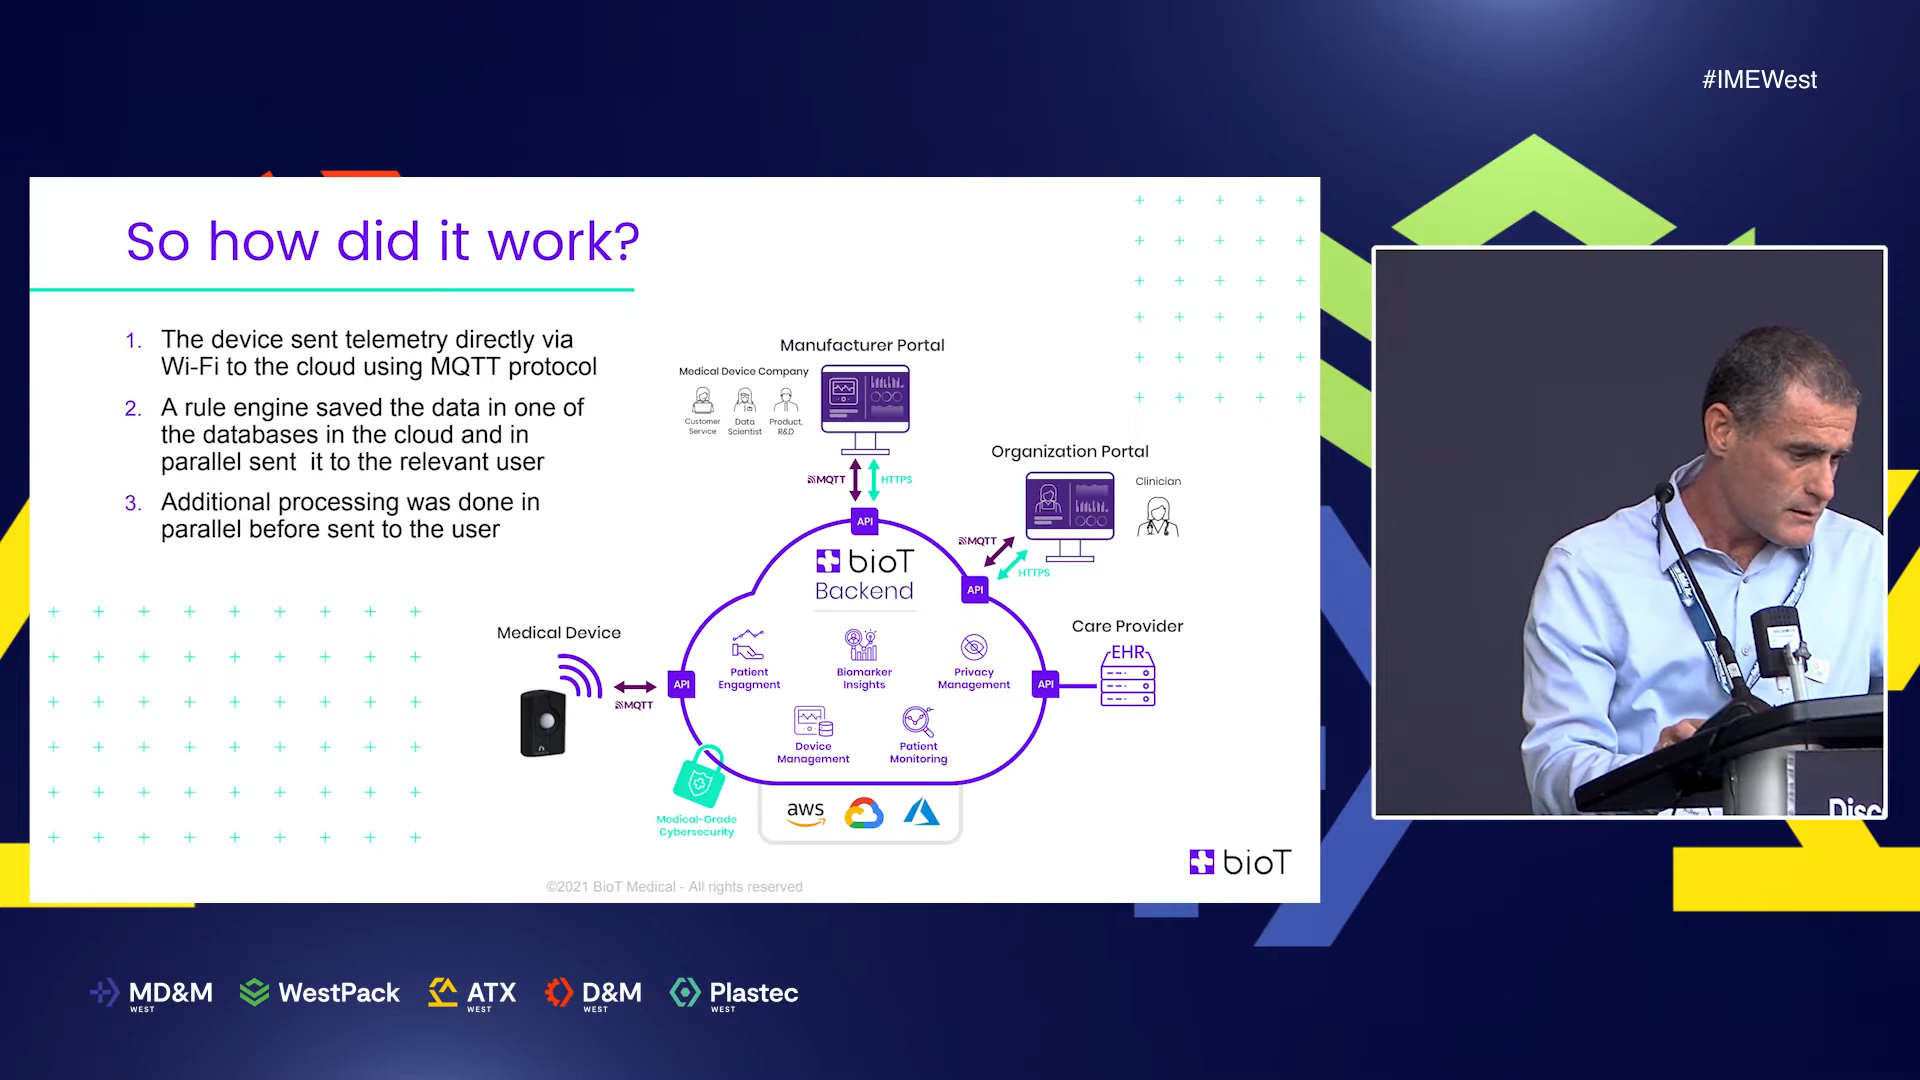 #IMEWest
So how did it work?
1. The device sent telemetry directly via
Wi-Fi to the cloud using MQTT protocol
2. A rule engine saved the data in one of
the databases in the cloud and in
parallel sent it to the relevant user
3. Additional processing was done in
parallel before sent to the user
Manufacturer Portal
Medical Device Company
Customer
Service
Data
Scientist
Product,
R&D
MQTT
HTTPS
API
Organization Portal
Clinician
MQTT
HTTPS
API
bioT
Backend
Medical Device
MQTT
API
Patient
Engagment
Biomarker
Insights
Privacy
Management
Device
Management
Patient
Monitoring
API
Care Provider
EHR
Medical-Grade
Cybersecurity
aws
bioT
©2021 BioT Medical - All rights reserved
Disc
MD&M
WEST
WestPack
ATX
WEST
D&M
WEST
Plastec
WEST